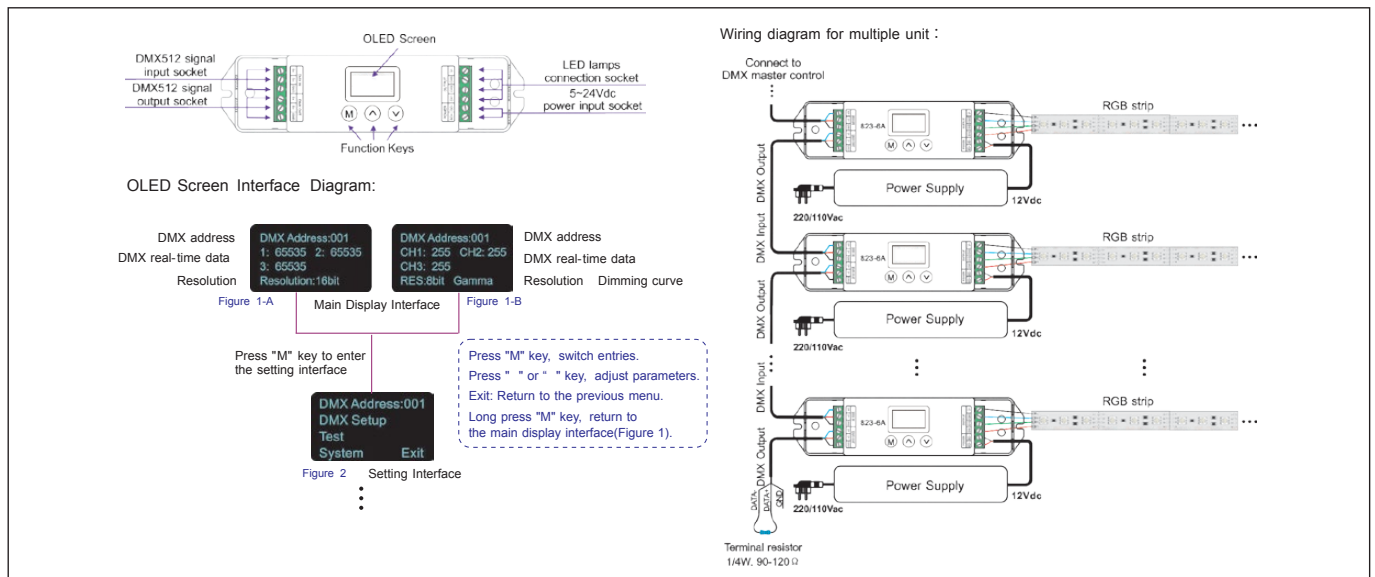 OLED Screen
DMX512 signal
input socket
DMX512 signal
output socket
LED lamps
connection socket
5~24Vdc
power input socket
M
Function Keys
OLED Screen Interface Diagram:
DMX address
DMX real-time data
Resolution
DMX Address:001
1: 65535 2: 65535
3: 65535
Resolution:16bit
DMX Address:001
CH1: 255 CH2: 255
CH3: 255
RES:8bit Gamma
DMX address
DMX real-time data
Resolution Dimming curve
Figure 1-A
Main Display Interface
Figure 1-B
Press "M" key to enter
the setting interface
Press "M" key, switch entries.
Press " " or “ " key, adjust parameters.
Exit: Return to the previous menu.
Long press "M" key, return to
the main display interface(Figure 1).
DMX Address:001
DMX Setup
Test
System Exit
Figure 2 Setting Interface
Wiring diagram for multiple unit：
Connect to
DMX master control
823-6A
M
RGB strip
DMX Output
Power Supply
220/110Vac
12Vdc
DMX Input
823-6A
M
RGB strip
DMX Output
Power Supply
220/110Vac
12Vdc
DMX Input
823-6A
M
RGB strip
DMX Output
Power Supply
220/110Vac
12Vdc
DATA-
DATA+
GND
Terminal resistor
1/4W. 90-120Ω